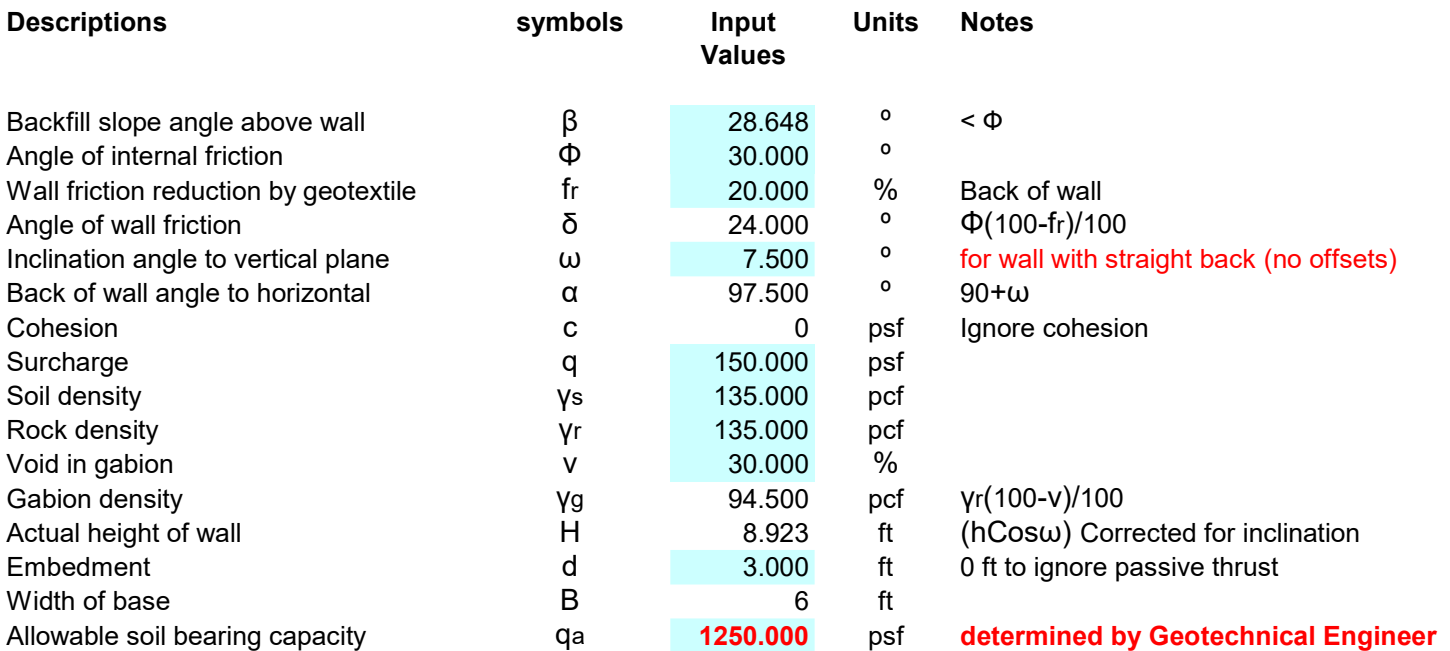 Descriptions symbols Input Values Units Notes
Backfill slope angle above wall β 28.648 º < Φ
Angle of internal friction Φ 30.000 º
Wall friction reduction by geotextile fr 20.000 % Back of wall
Angle of wall friction δ 24.000 º Φ(100-fr)/100
Inclination angle to vertical plane ω 7.500 º for wall with straight back (no offsets)
Back of wall angle to horizontal α 97.500 º 90+ω
Cohesion c 0 psf Ignore cohesion
Surcharge q 150.000 psf
Soil density γs 135.000 pcf
Rock density γr 135.000 pcf
Void in gabion v 30.000 %
Gabion density γg 94.500 pcf γr(100-v)/100
Actual height of wall H 8.923 ft (hCosω) Corrected for inclination
Embedment d 3.000 ft 0 ft to ignore passive thrust
Width of base B 6 ft
Allowable soil bearing capacity qa 1250.000 psf determined by Geotechnical Engineer